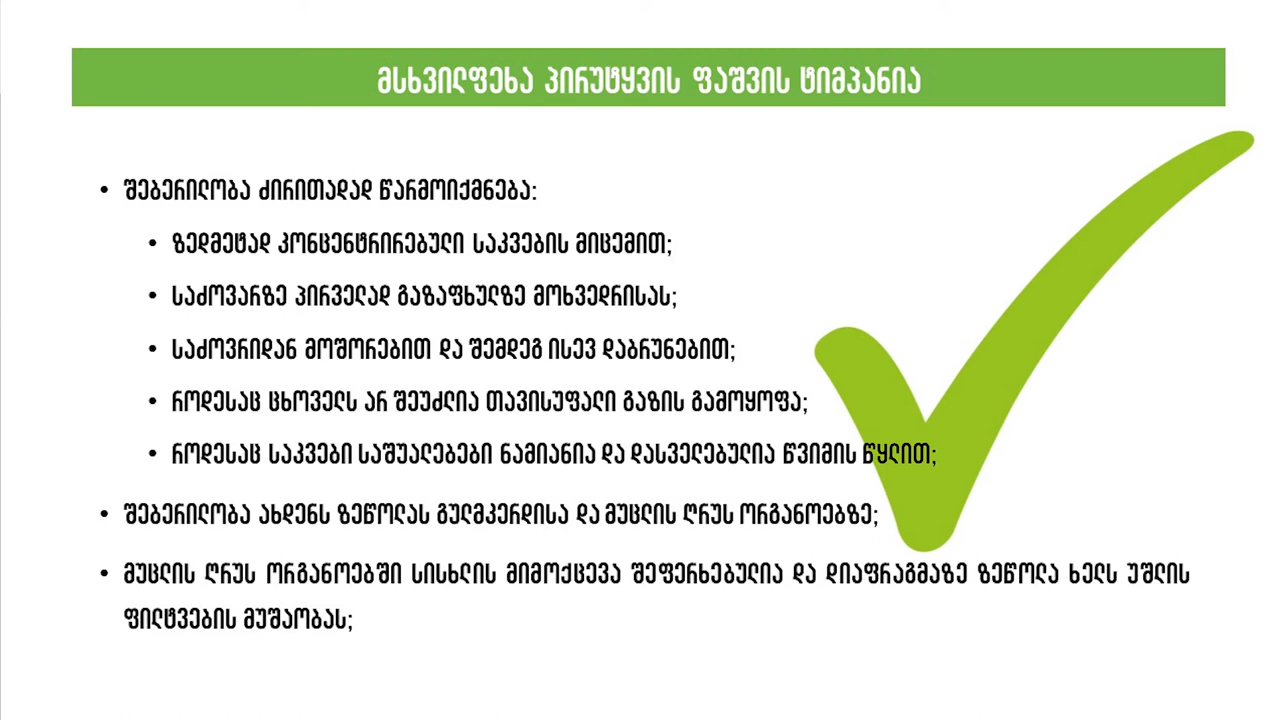 მსხვილფეხა პირუტყვის ფაშვის ტიმპანია
• შებერილობა ძირითადად წარმოიქმნება:
• ზედმეტად კონცენტრირებული საკვების მიცემით;
• საძოვარზე პირველად გაზაფხულზე მოხვედრისას;
• საძოვრიდან მოშორებით და შემდეგ ისევ დაბრუნებით;
• როდესაც ცხოველს არ შეუძლია თავისუფალი გაზის გამოყოფა;
• როდესაც საკვები საშუალებები ნამიანია და დასველებულია წვიმის წყლით;
• შებერილობა ახდენს ზეწოლას გულმკერდისა და მუცლის ღრუს ორგანოებზე;
• მუცლის ღრუს ორგანოებში სისხლის მიმოქცევა შეფერხებულია და დიაფრაგმაზე ზეწოლა ხელს უშლის
ფილტვების მუშაობას;